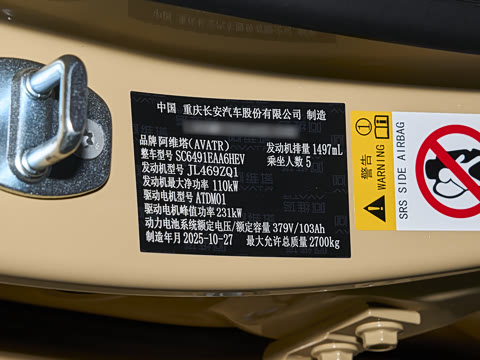 中国 重庆长安汽车股份有限公司 制造
品牌 阿维塔(AVATR) 发动机排量 1497mL
整车型号 SC6491EAA6HEV 乘坐人数 5
发动机型号 JL469ZQ1
发动机最大净功率 110kW
驱动电机型号 ATDM01
驱动电机峰值功率 231kW
动力电池系统额定电压/额定容量 379V/103Ah
制造年月 2025-10-27 最大允许总质量 2700kg
警告
WARNING
SRS SIDE AIRBAG